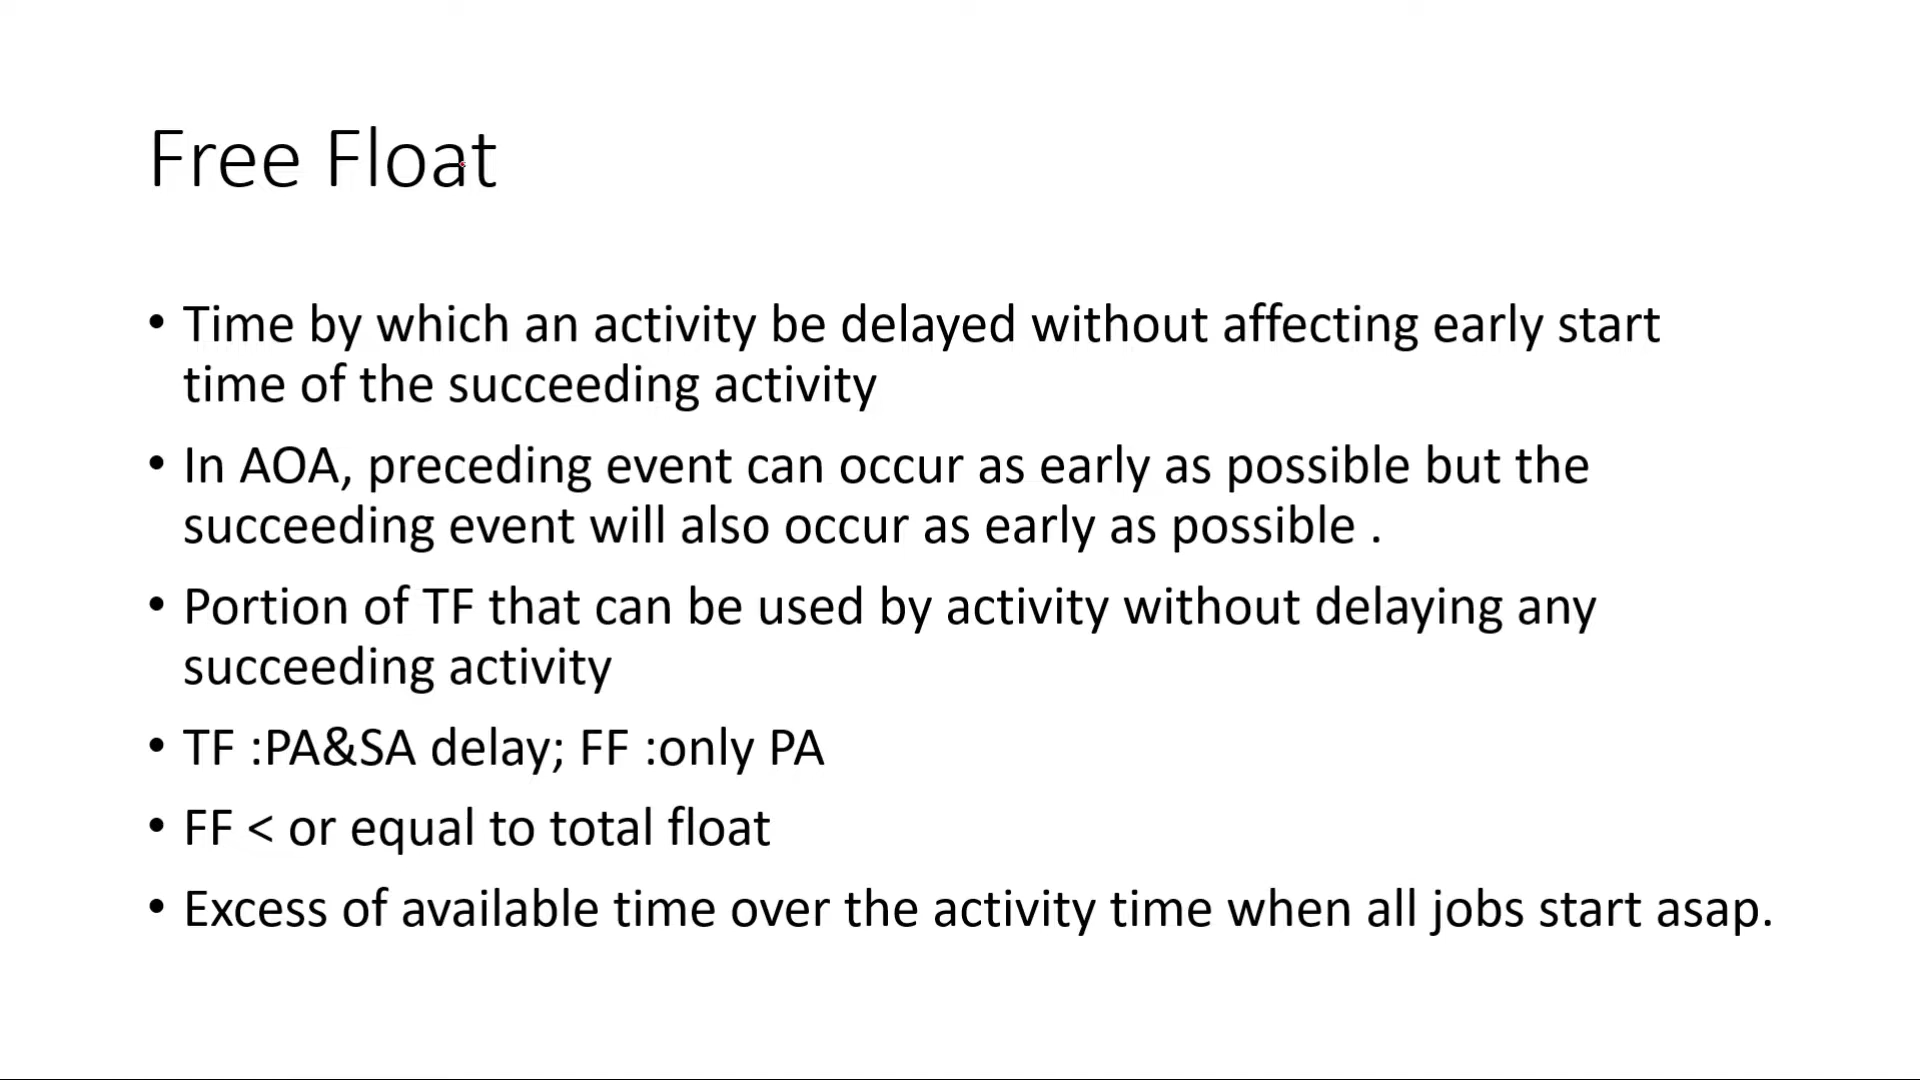 Free Float
• Time by which an activity be delayed without affecting early start
time of the succeeding activity
• In AOA, preceding event can occur as early as possible but the
succeeding event will also occur as early as possible .
• Portion of TF that can be used by activity without delaying any
succeeding activity
• TF :PA&SA delay; FF :only PA
• FF < or equal to total float
• Excess of available time over the activity time when all jobs start asap.